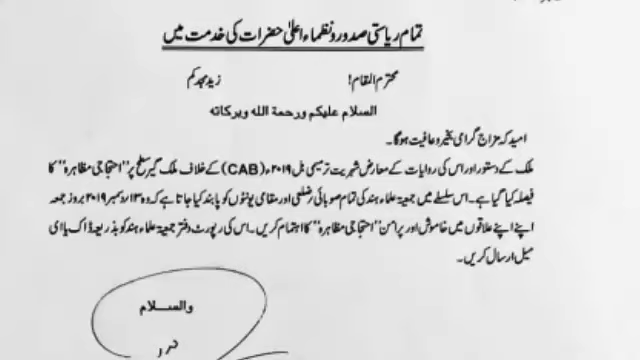 تمام ریاستی صدور و نظماء اعلیٰ حضرات کی خدمت میں
محترم المقام! زید مجدکم
السلام علیکم ورحمة الله وبرکاته
امید کہ مزاج گرامی بخیر و عافیت ہوگا۔
ملک کے دستور اور اس کی روایات کے معارض شہریت ترمیمی بل ۲۰۱۹ء (CAB) کے خلاف ملک گیر سطح پر "احتجاجی مظاہرہ" کا
فیصلہ کیا گیا ہے۔ اس سلسلے میں جمعیۃ علماء ہند کی تمام صوبائی، ضلعی اور مقامی یونٹوں کو پابند کیا جاتا ہے کہ وہ ۱۳؍ دسمبر ۲۰۱۹ء بروز جمعہ
اپنے اپنے علاقوں میں خاموش اور پرامن "احتجاجی مظاہرہ" کا اہتمام کریں۔ اس کی رپورٹ دفتر جمعیۃ علماء ہند کو بذریعہ ڈاک یا ای
میل ارسال کریں۔
والسلام